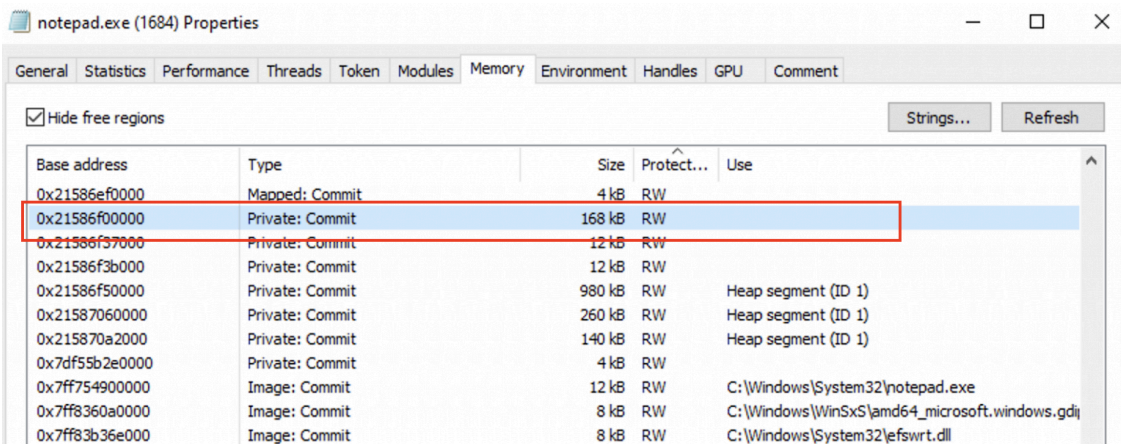 notepad.exe (1684) Properties
General Statistics Performance Threads Token Modules Memory Environment Handles GPU Comment
Hide free regions Strings... Refresh
Base address Type Size Protect... Use
0x21586ef0000 Mapped: Commit 4 kB RW
0x21586f00000 Private: Commit 168 kB RW
0x21586f37000 Private: Commit 12 kB RW
0x21586f3b000 Private: Commit 12 kB RW
0x21586f50000 Private: Commit 980 kB RW Heap segment (ID 1)
0x21587060000 Private: Commit 260 kB RW Heap segment (ID 1)
0x215870a2000 Private: Commit 140 kB RW Heap segment (ID 1)
0x7df55b2e0000 Private: Commit 4 kB RW
0x7ff754900000 Image: Commit 12 kB RW C:\Windows\System32\notepad.exe
0x7ff8360a0000 Image: Commit 8 kB RW C:\Windows\WinSxS\amd64_microsoft.windows.gdip
0x7ff83b36e000 Image: Commit 8 kB RW C:\Windows\System32\efswrt.dll